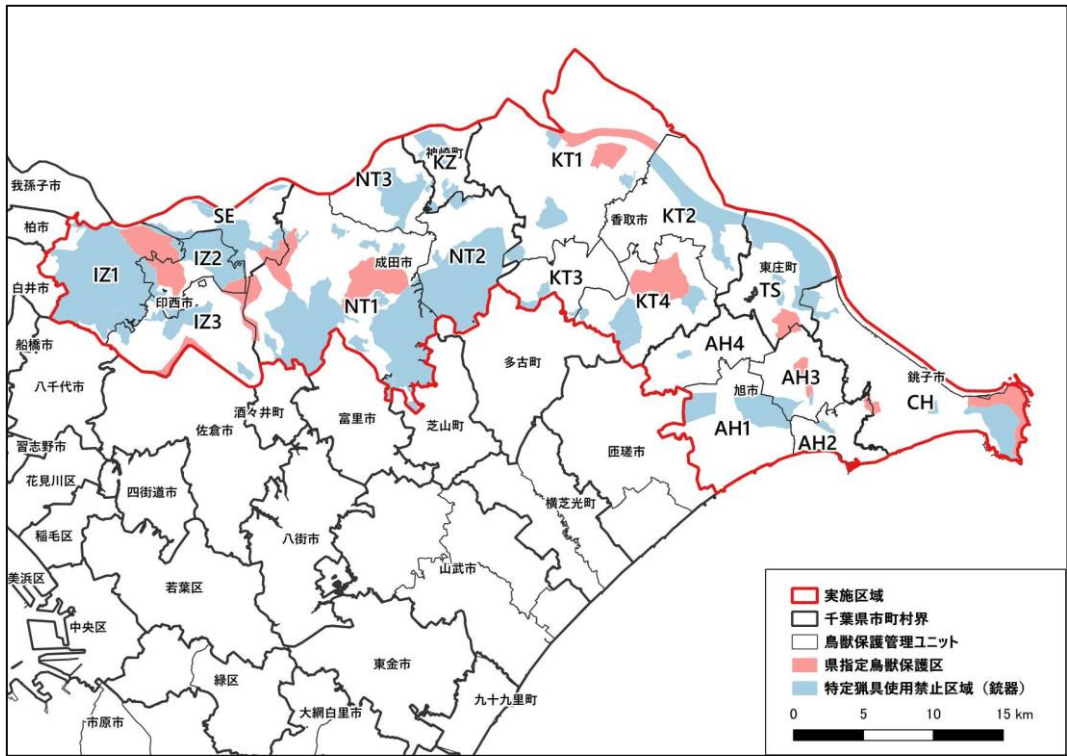 神崎町
KZ
KT1
NT3
我孫子市
SE
柏市
香取市
KT2
IZ2
NT2
成田市
IZ1
KT3
東庄町
白井市
印西市
KT4
TS
NT1
IZ3
船橋市
AH4
多古町
八千代市
AH3
銚子市
旭市
CH
酒々井町
富里市
芝山町
AH1
佐倉市
AH2
習志野市
匝瑳市
花見川区
四街道市
横芝光町
稲毛区
八街市
美浜区
若葉区
山武市
中央区
東金市
緑区
九十九里町
大網白里市
市原市
実施区域
千葉県市町村界
鳥獣保護管理ユニット
県指定鳥獣保護区
特定猟具使用禁止区域（銃器）
0 5 10 15 km